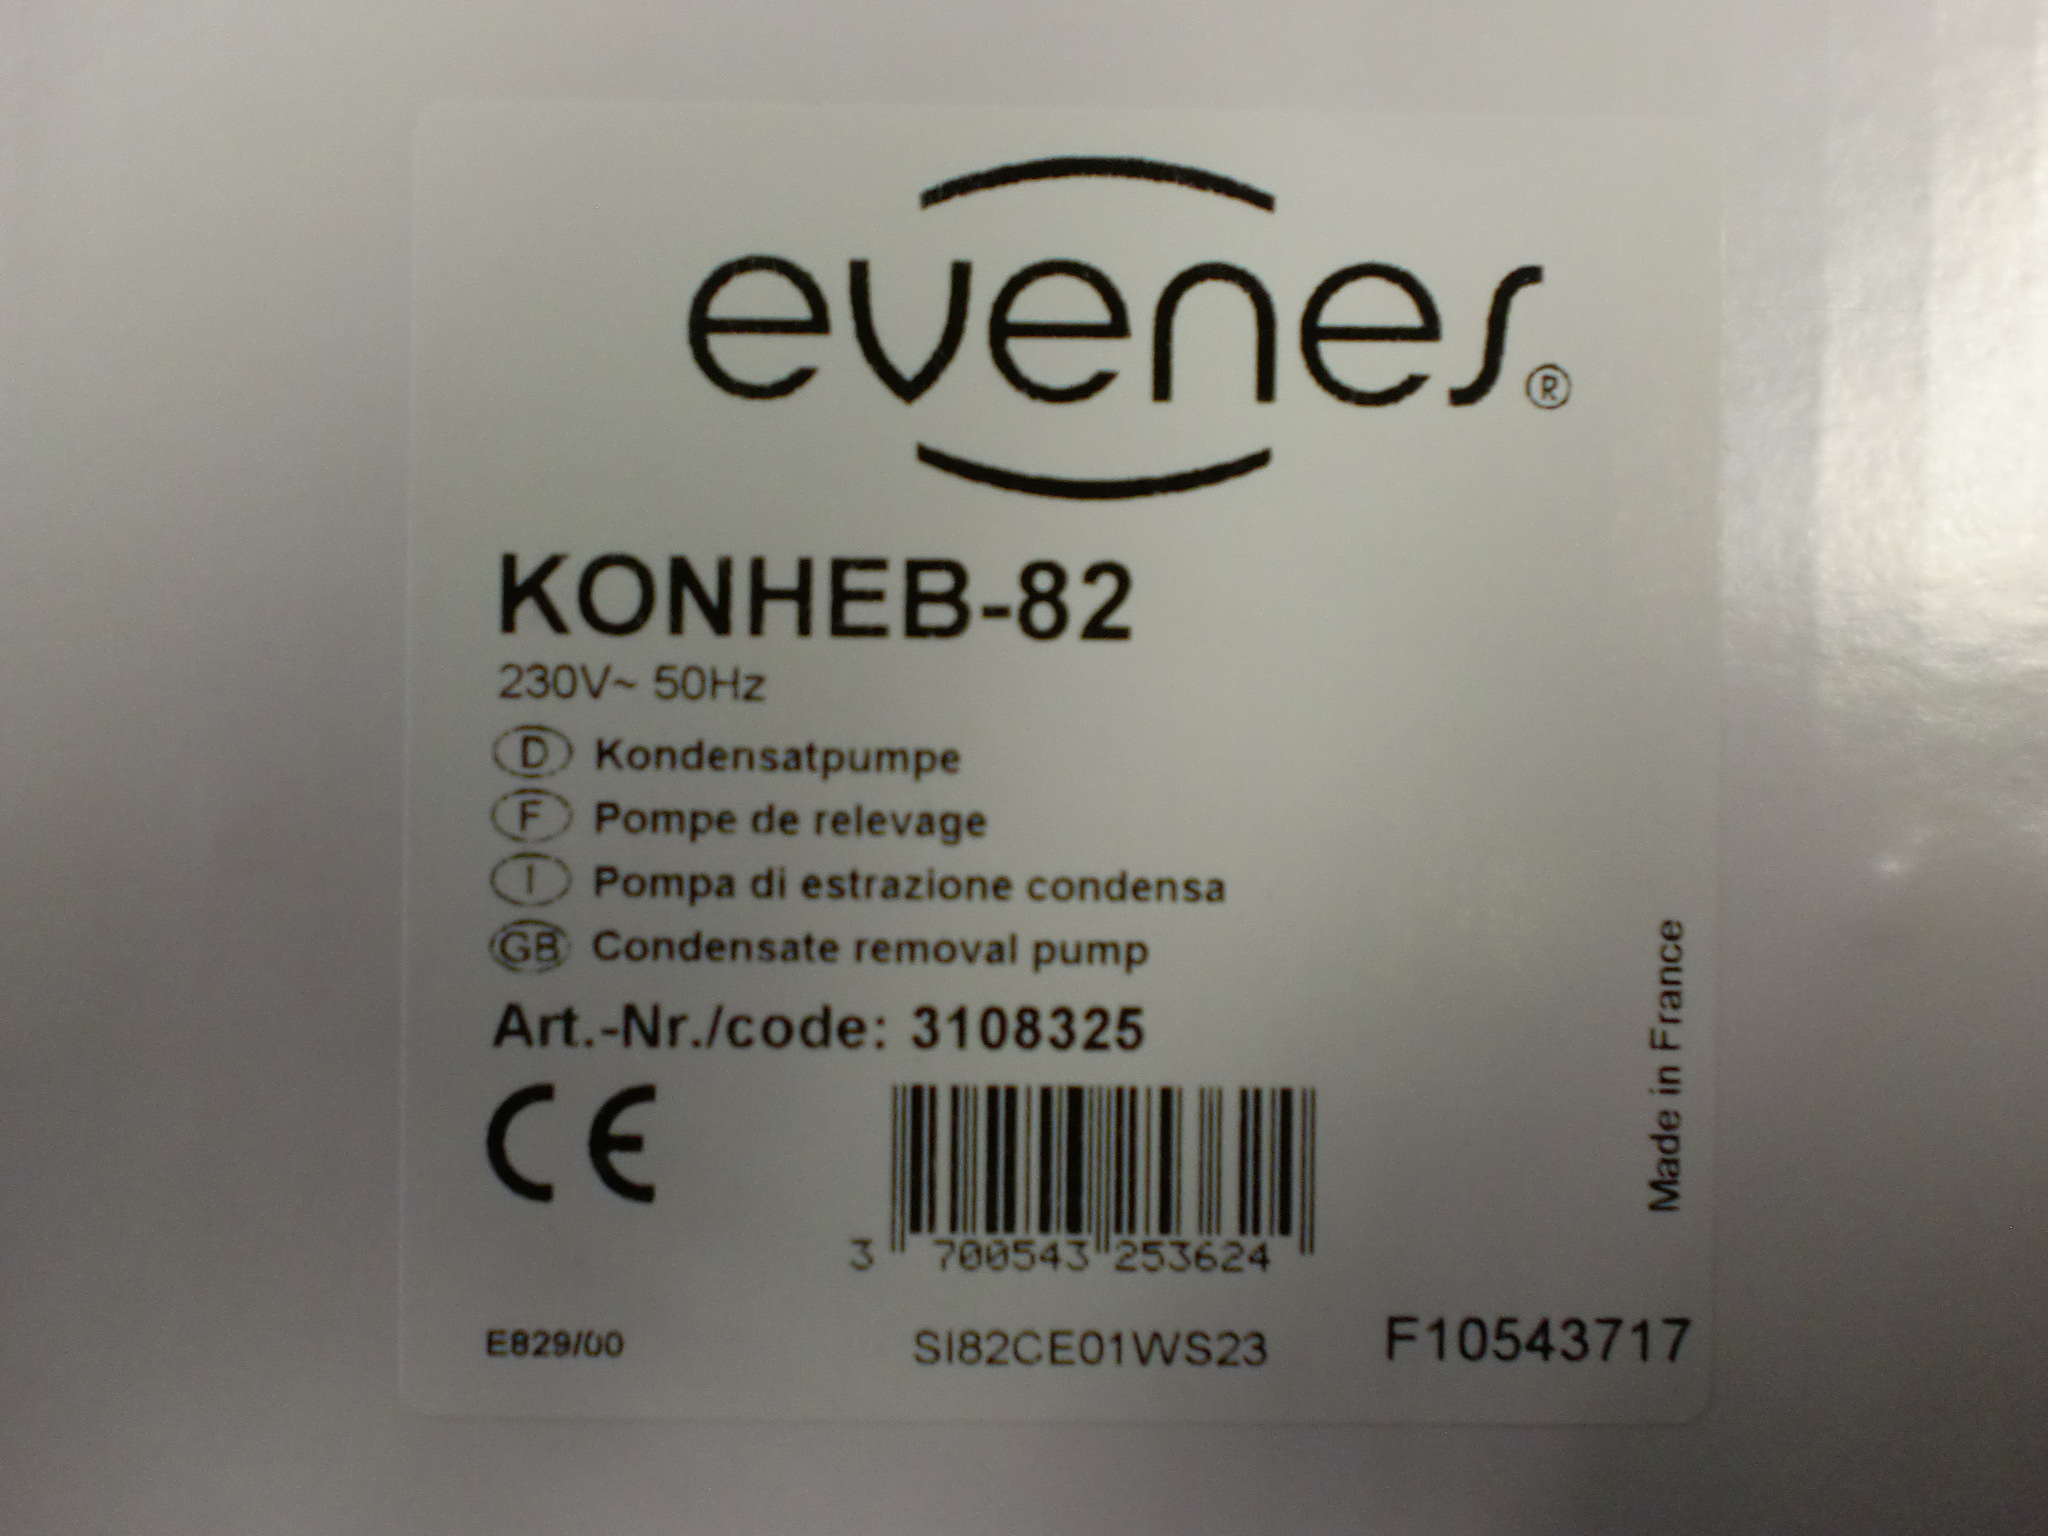 evenes®
KONHEB-82
230V~ 50Hz
D Kondensatpumpe
F Pompe de relevage
I Pompa di estrazione condensa
GB Condensate removal pump
Art.-Nr./code: 3108325
CE
3 700543 253624
Made in France
E829/00 SI82CE01WS23 F10543717